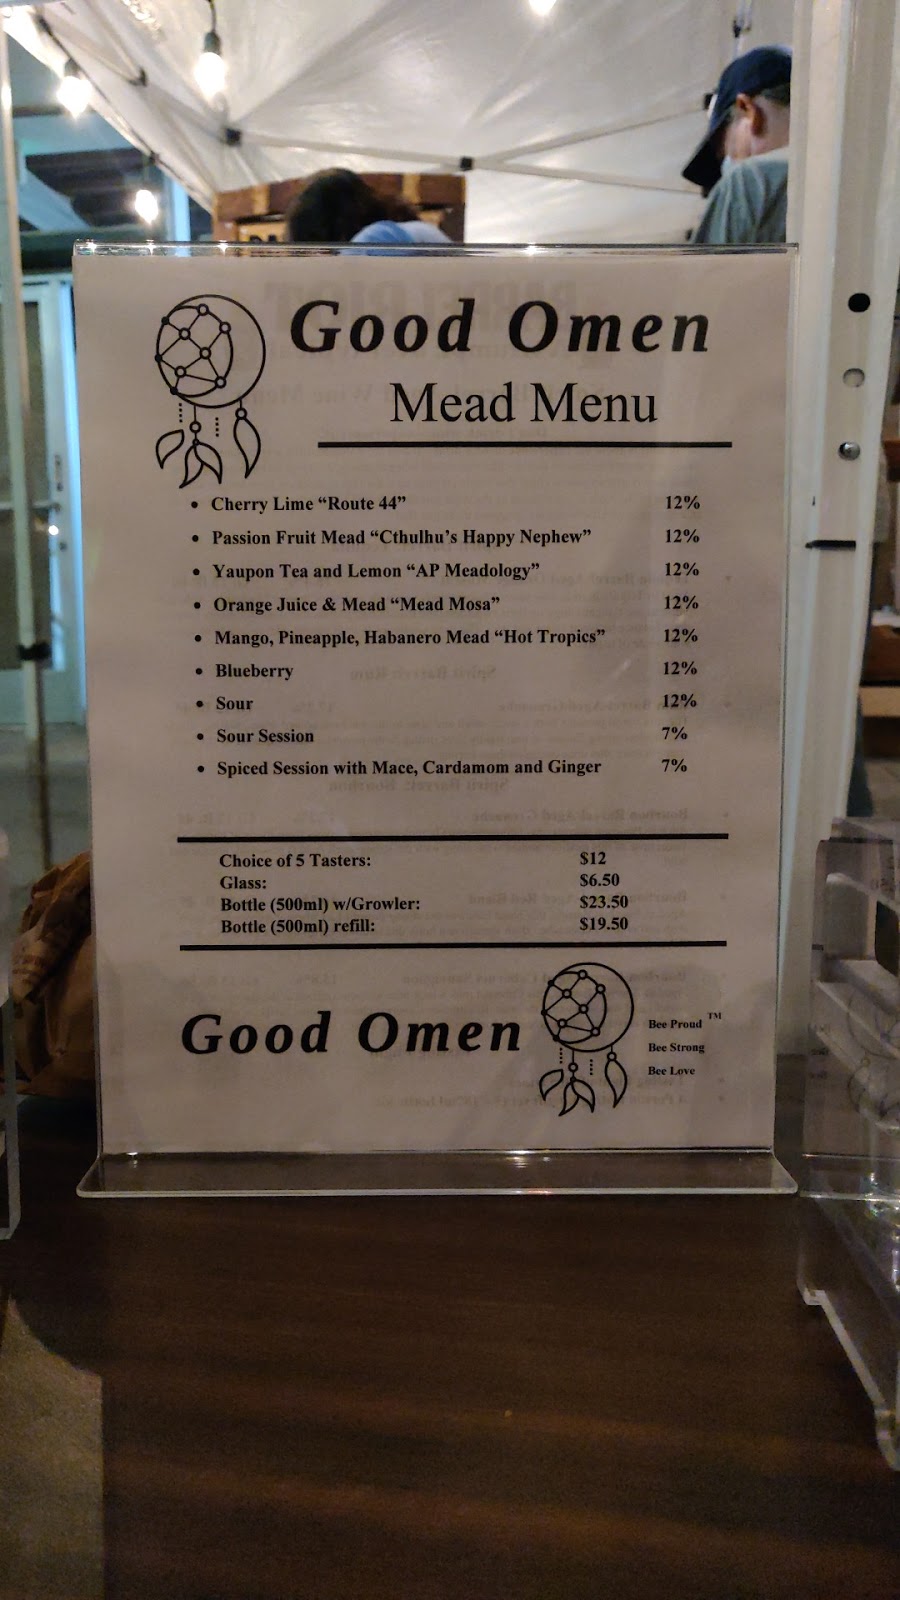 Good Omen
Mead Menu
• Cherry Lime “Route 44” 12%
• Passion Fruit Mead “Cthulhu’s Happy Nephew” 12%
• Yaupon Tea and Lemon “AP Meadology” 12%
• Orange Juice & Mead “Mead Mosa” 12%
• Mango, Pineapple, Habanero Mead “Hot Tropics” 12%
• Blueberry 12%
• Sour 12%
• Sour Session 7%
• Spiced Session with Mace, Cardamom and Ginger 7%
Choice of 5 Tasters: $12
Glass: $6.50
Bottle (500ml) w/Growler: $23.50
Bottle (500ml) refill: $19.50
Good Omen
Bee Proud ™
Bee Strong
Bee Love